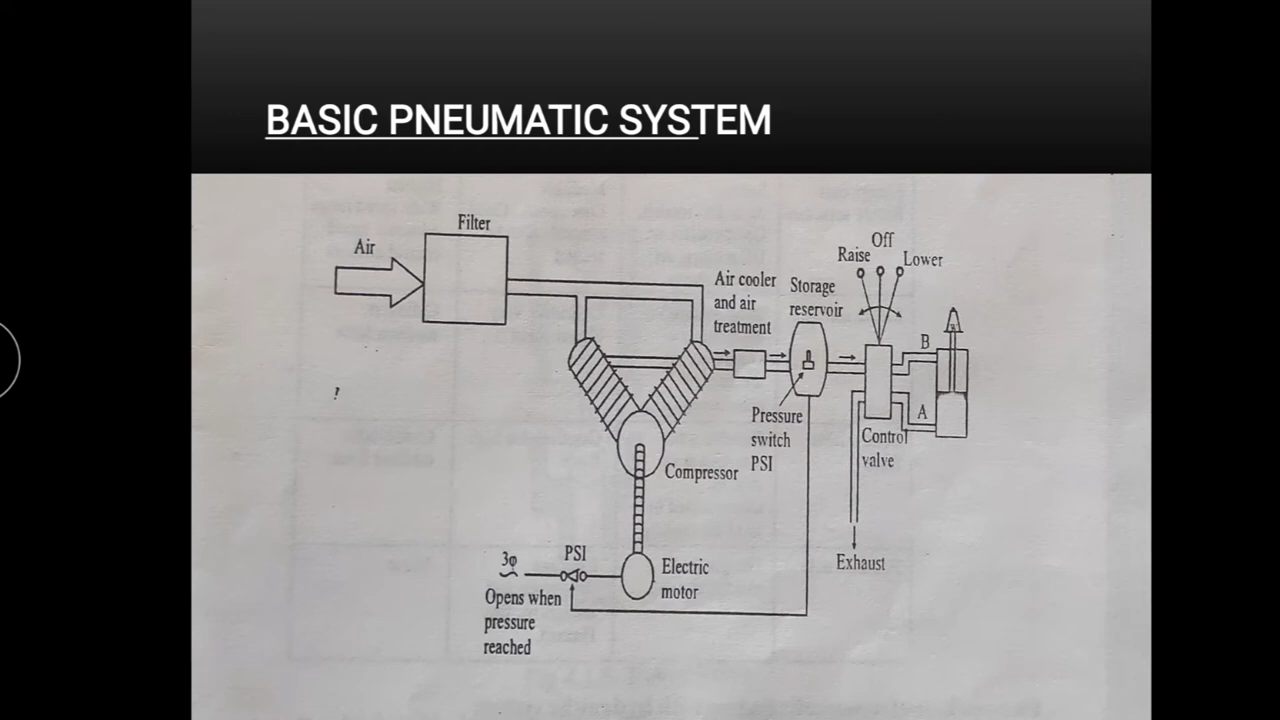 BASIC PNEUMATIC SYSTEM
Filter
Air
Off
Raise
Lower
Air cooler
and air
treatment
Storage
reservoir
B
A
Pressure
switch
PSI
Control
valve
Compressor
3φ
PSI
Electric
motor
Opens when
pressure
reached
Exhaust